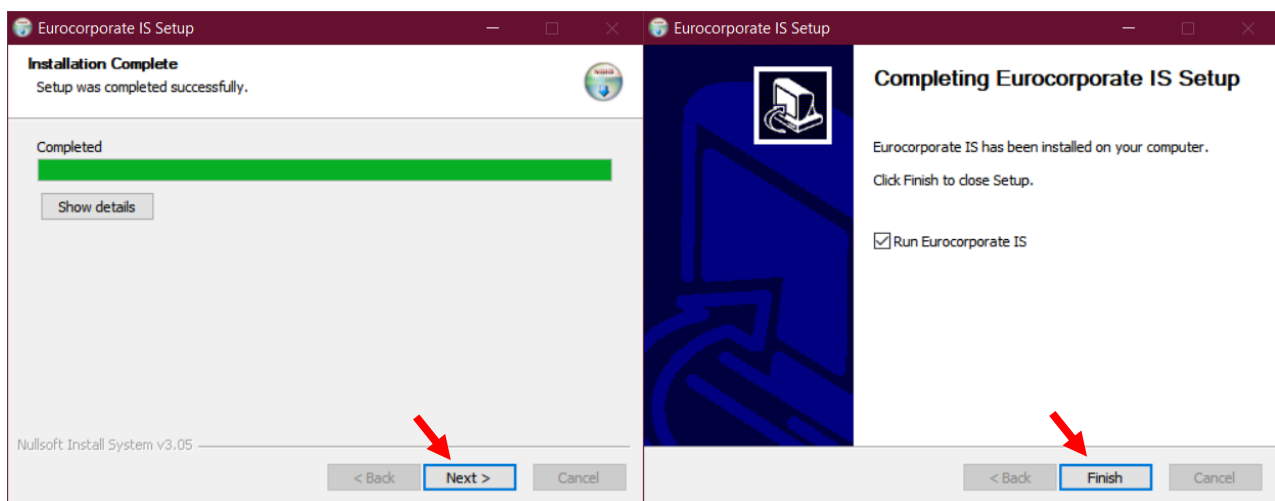 Eurocorporate IS Setup
Installation Complete
Setup was completed successfully.
Completed
Show details
Nullsoft Install System v3.05
< Back
Next >
Cancel
Eurocorporate IS Setup
Completing Eurocorporate IS Setup
Eurocorporate IS has been installed on your computer.
Click Finish to close Setup.
Run Eurocorporate IS
< Back
Finish
Cancel